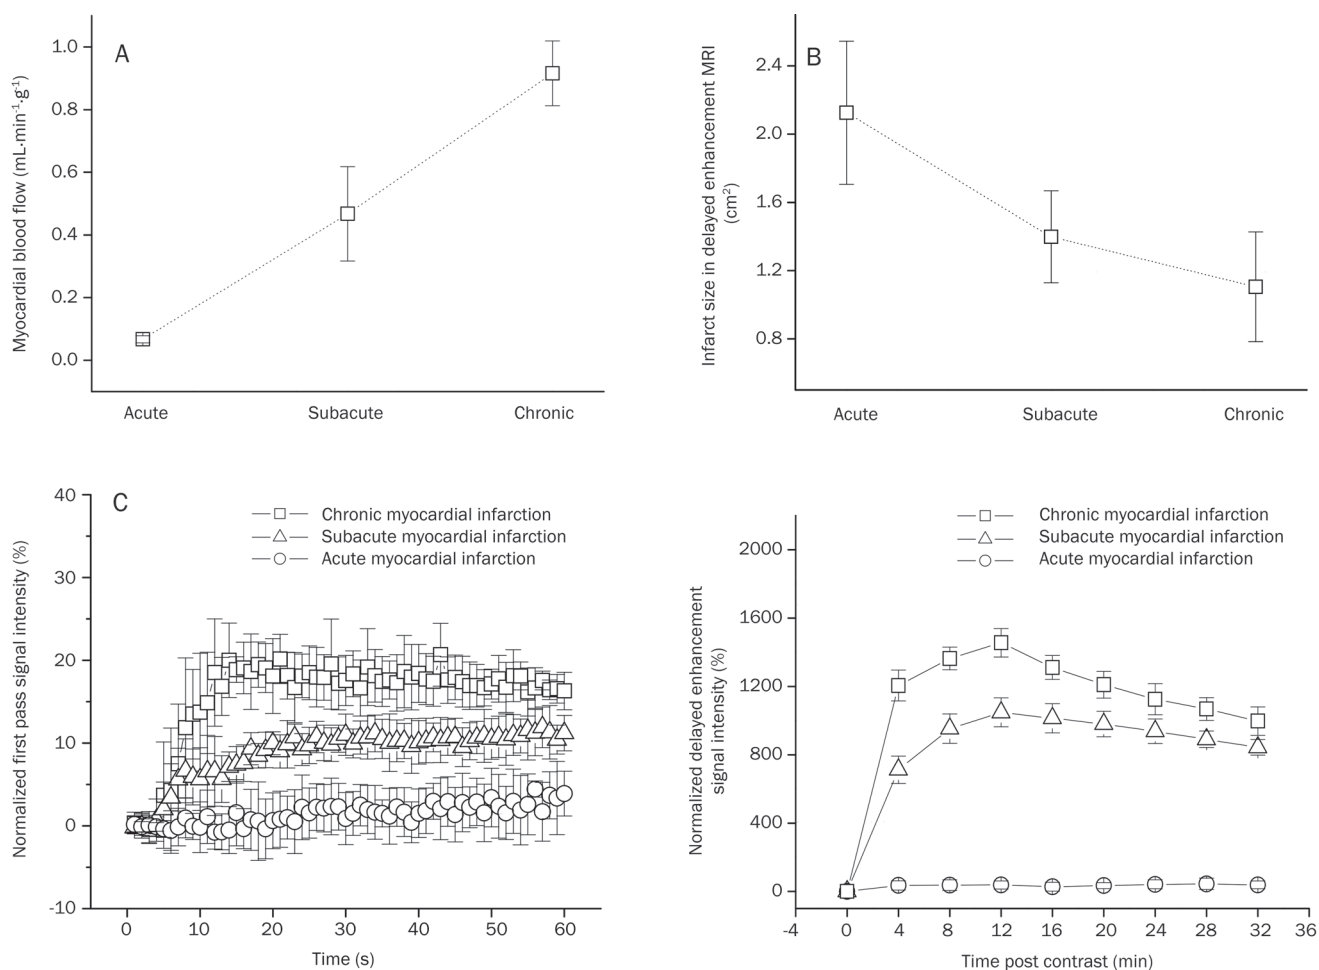 A
Myocardial blood flow (mL·min⁻¹·g⁻¹)
1.0
0.8
0.6
0.4
0.2
0.0
Acute Subacute Chronic
B
Infarct size in delayed enhancement MRI
(cm²)
2.4
2.0
1.6
1.2
0.8
Acute Subacute Chronic
C
Normalized first pass signal intensity (%)
40
30
20
10
0
-10
Chronic myocardial infarction
Subacute myocardial infarction
Acute myocardial infarction
0 10 20 30 40 50 60
Time (s)
Normalized delayed enhancement
signal intensity (%)
2000
1600
1200
800
400
0
Chronic myocardial infarction
Subacute myocardial infarction
Acute myocardial infarction
-4 0 4 8 12 16 20 24 28 32 36
Time post contrast (min)